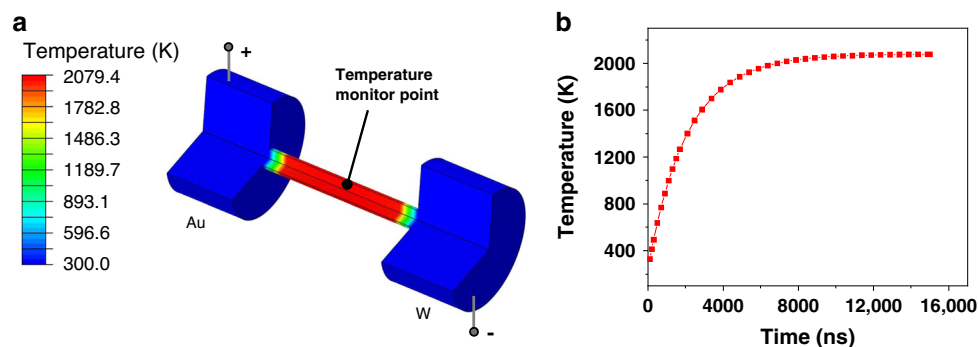 a
Temperature (K)
2079.4
1782.8
1486.3
1189.7
893.1
596.6
300.0
+
Temperature
monitor point
Au
W
-
b
Temperature (K)
2000
1600
1200
800
400
0
4000
8000
12,000
16,000
Time (ns)